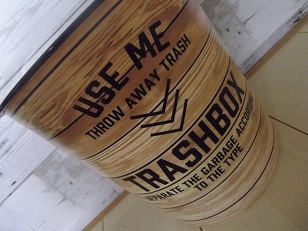 USE ME
THROW AWAY TRASH
TRASHBOX
SEPARATE THE GARBAGE ACCORDING
TO THE TYPE